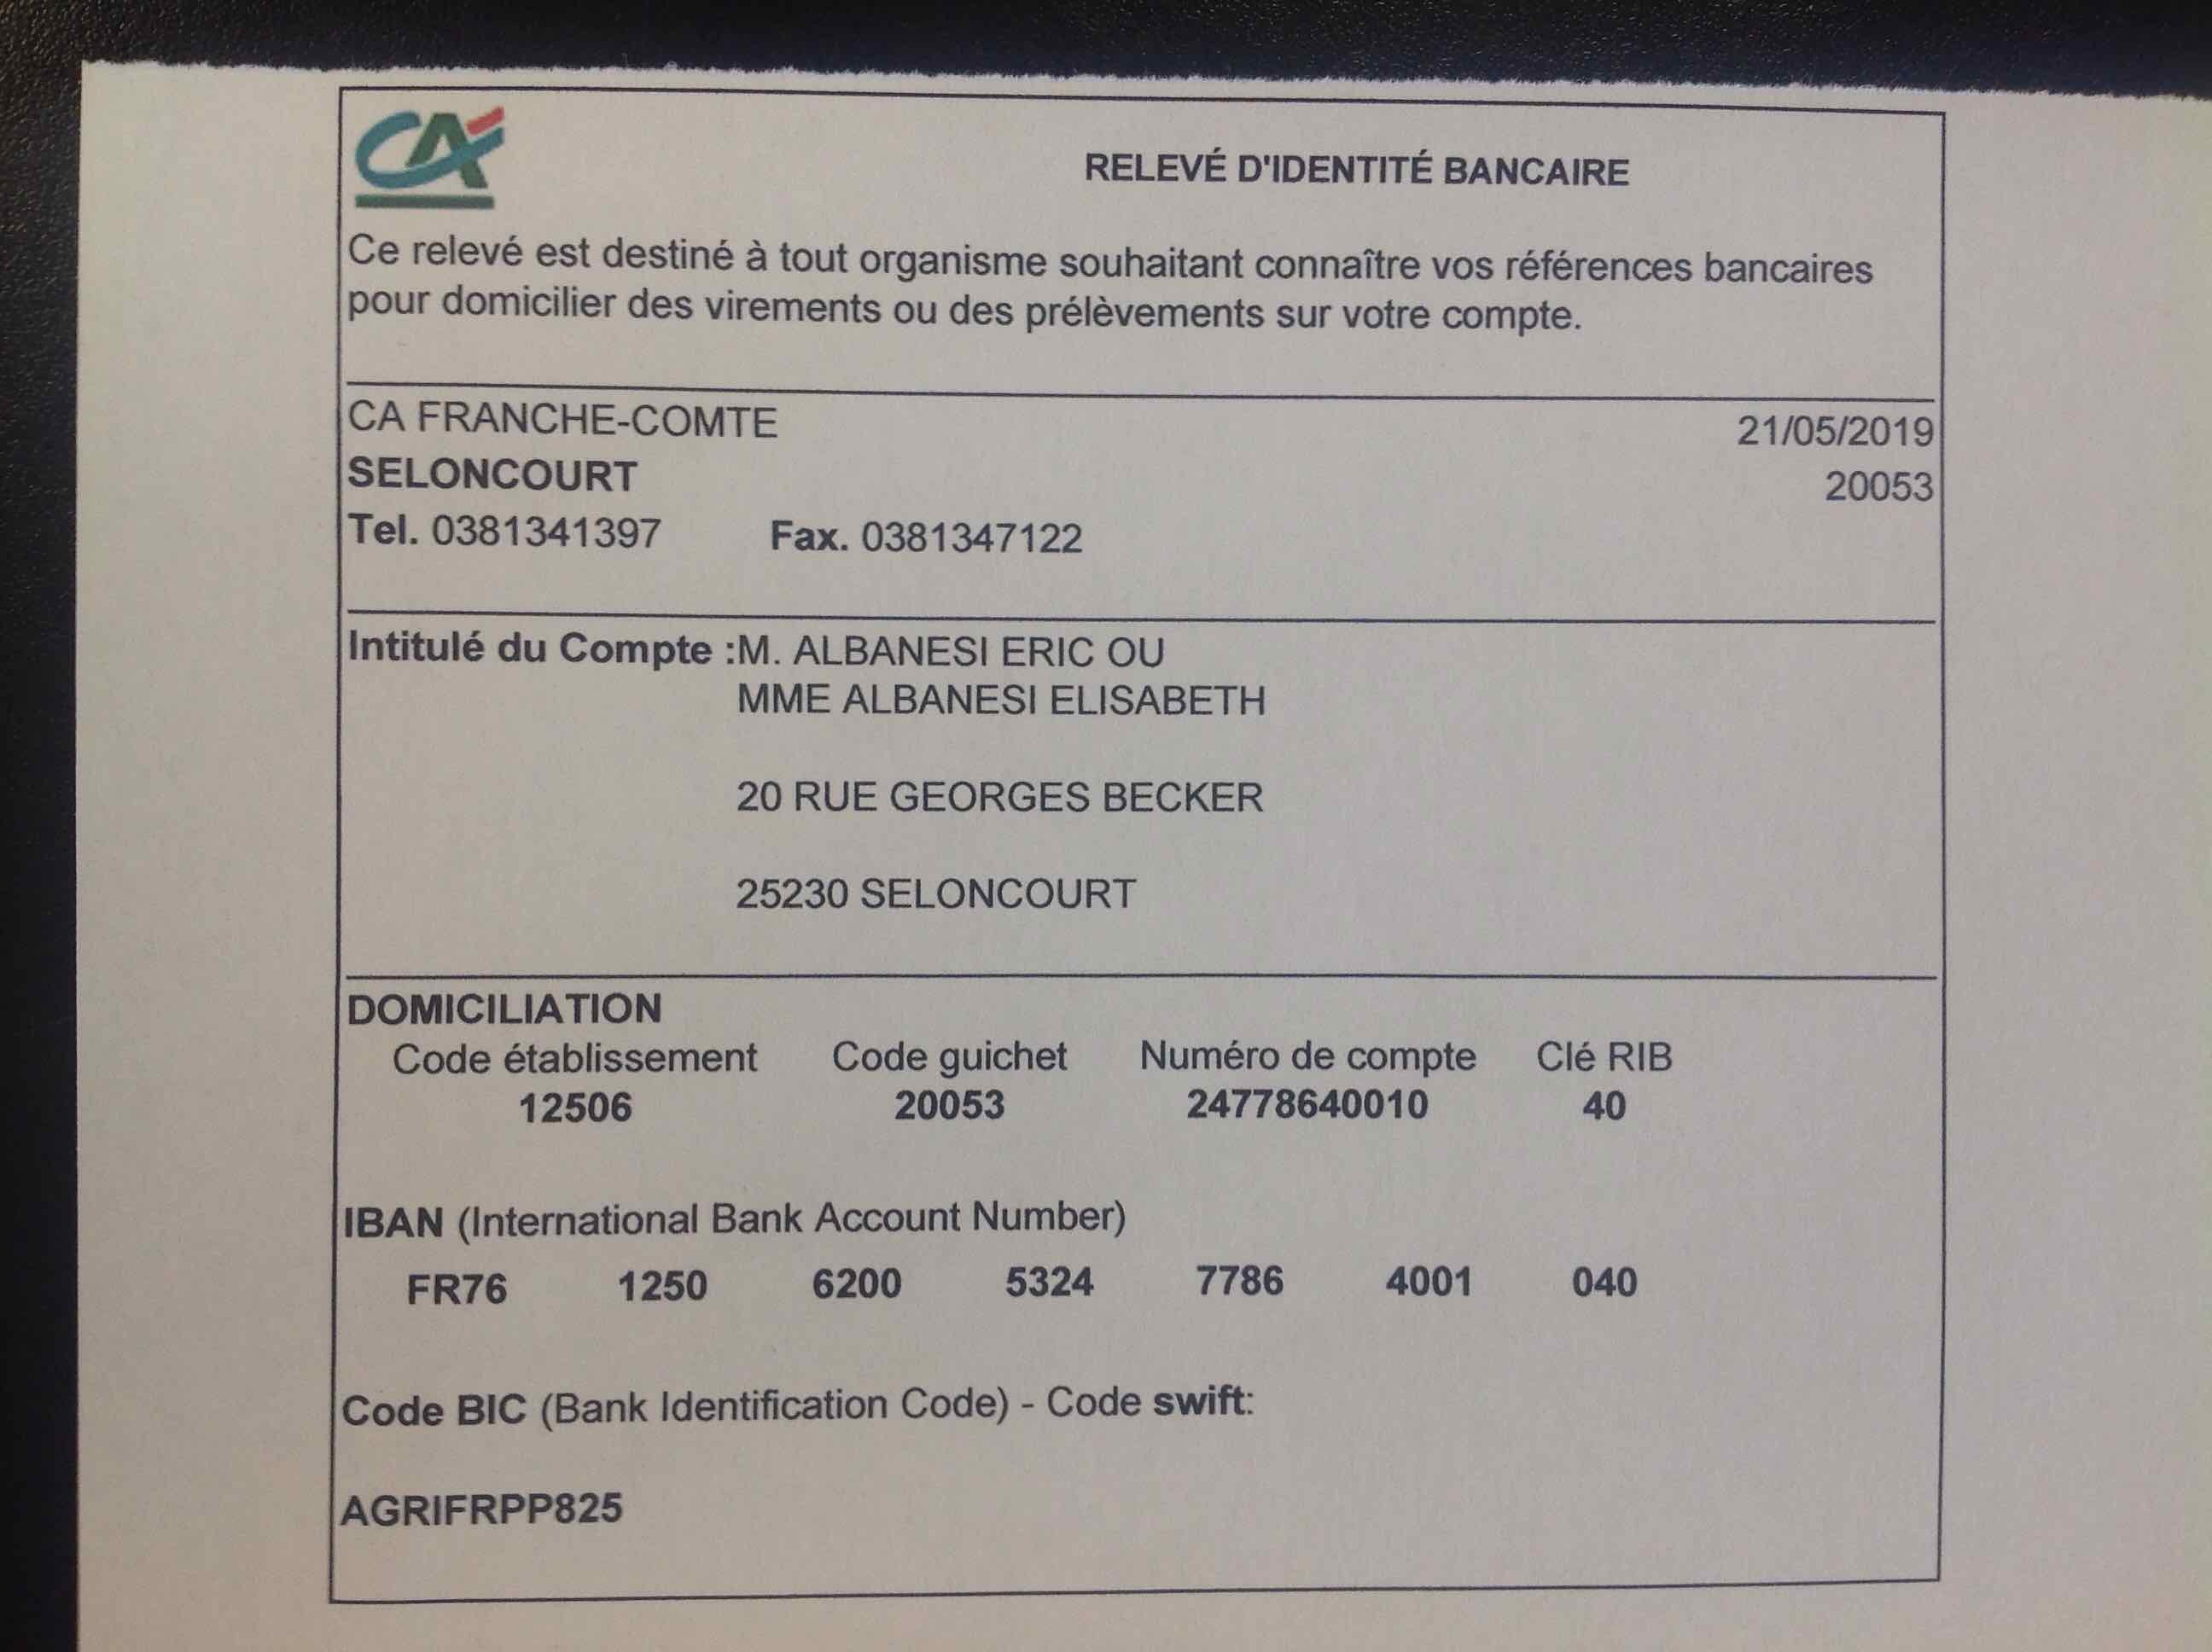 CA
RELEVÉ D'IDENTITÉ BANCAIRE
Ce relevé est destiné à tout organisme souhaitant connaître vos références bancaires
pour domicilier des virements ou des prélèvements sur votre compte.
CA FRANCHE-COMTE 21/05/2019
SELONCOURT 20053
Tel. 0381341397 Fax. 0381347122
Intitulé du Compte :M. ALBANESI ERIC OU
MME ALBANESI ELISABETH
20 RUE GEORGES BECKER
25230 SELONCOURT
DOMICILIATION
Code établissement Code guichet Numéro de compte Clé RIB
12506 20053 24778640010 40
IBAN (International Bank Account Number)
FR76 1250 6200 5324 7786 4001 040
Code BIC (Bank Identification Code) - Code swift:
AGRIFRPP825